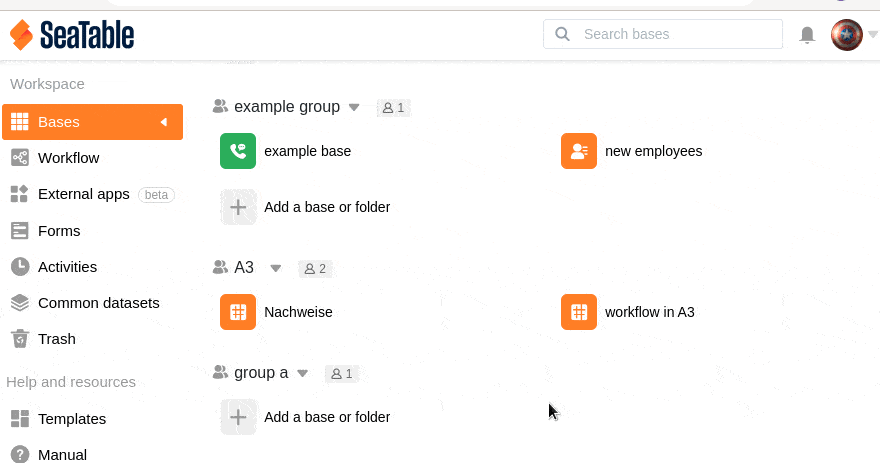 SeaTable
Search bases
Workspace
Bases
Workflow
External apps beta
Forms
Activities
Common datasets
Trash
Help and resources
Templates
Manual
example group 1
example base
new employees
Add a base or folder
A3 2
Nachweise
workflow in A3
group a 1
Add a base or folder